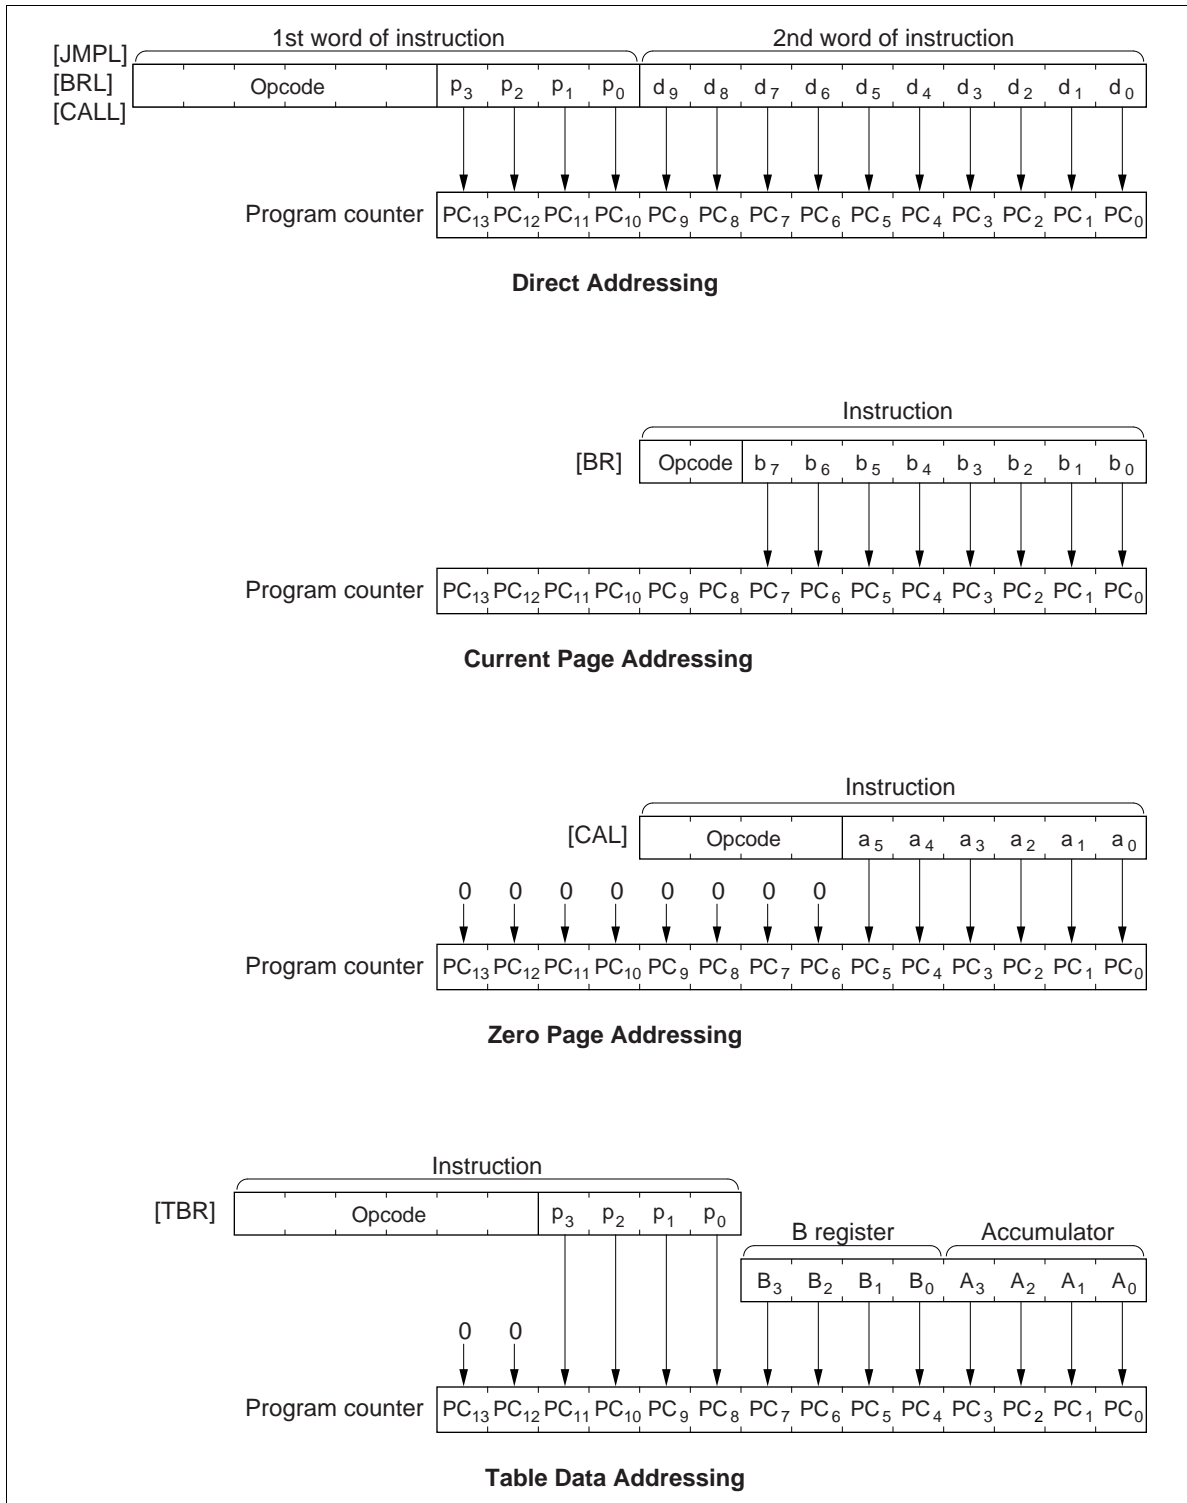 1st word of instruction 2nd word of instruction
[JMPL]
[BRL] Opcode p3 p2 p1 p0 d9 d8 d7 d6 d5 d4 d3 d2 d1 d0
[CALL]
Program counter PC13 PC12 PC11 PC10 PC9 PC8 PC7 PC6 PC5 PC4 PC3 PC2 PC1 PC0
Direct Addressing
Instruction
[BR] Opcode b7 b6 b5 b4 b3 b2 b1 b0
Program counter PC13 PC12 PC11 PC10 PC9 PC8 PC7 PC6 PC5 PC4 PC3 PC2 PC1 PC0
Current Page Addressing
Instruction
[CAL] Opcode a5 a4 a3 a2 a1 a0
0 0 0 0 0 0 0 0
Program counter PC13 PC12 PC11 PC10 PC9 PC8 PC7 PC6 PC5 PC4 PC3 PC2 PC1 PC0
Zero Page Addressing
Instruction
[TBR] Opcode p3 p2 p1 p0
B register Accumulator
B3 B2 B1 B0 A3 A2 A1 A0
0 0
Program counter PC13 PC12 PC11 PC10 PC9 PC8 PC7 PC6 PC5 PC4 PC3 PC2 PC1 PC0
Table Data Addressing